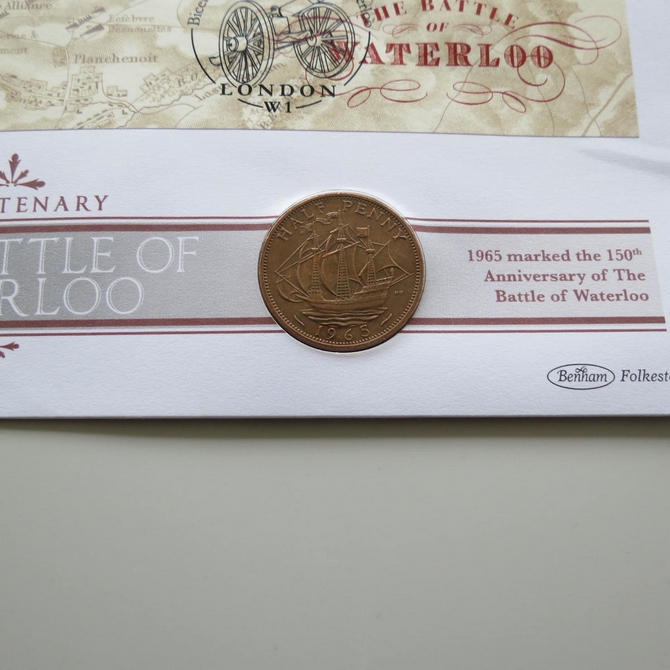 Alliance
Planchenoit
THE BATTLE
OF
WATERLOO
LONDON
W1
TENARY
TTLE OF
RLOO
HALF PENNY
1965
1965 marked the 150th
Anniversary of The
Battle of Waterloo
Benham Folkest